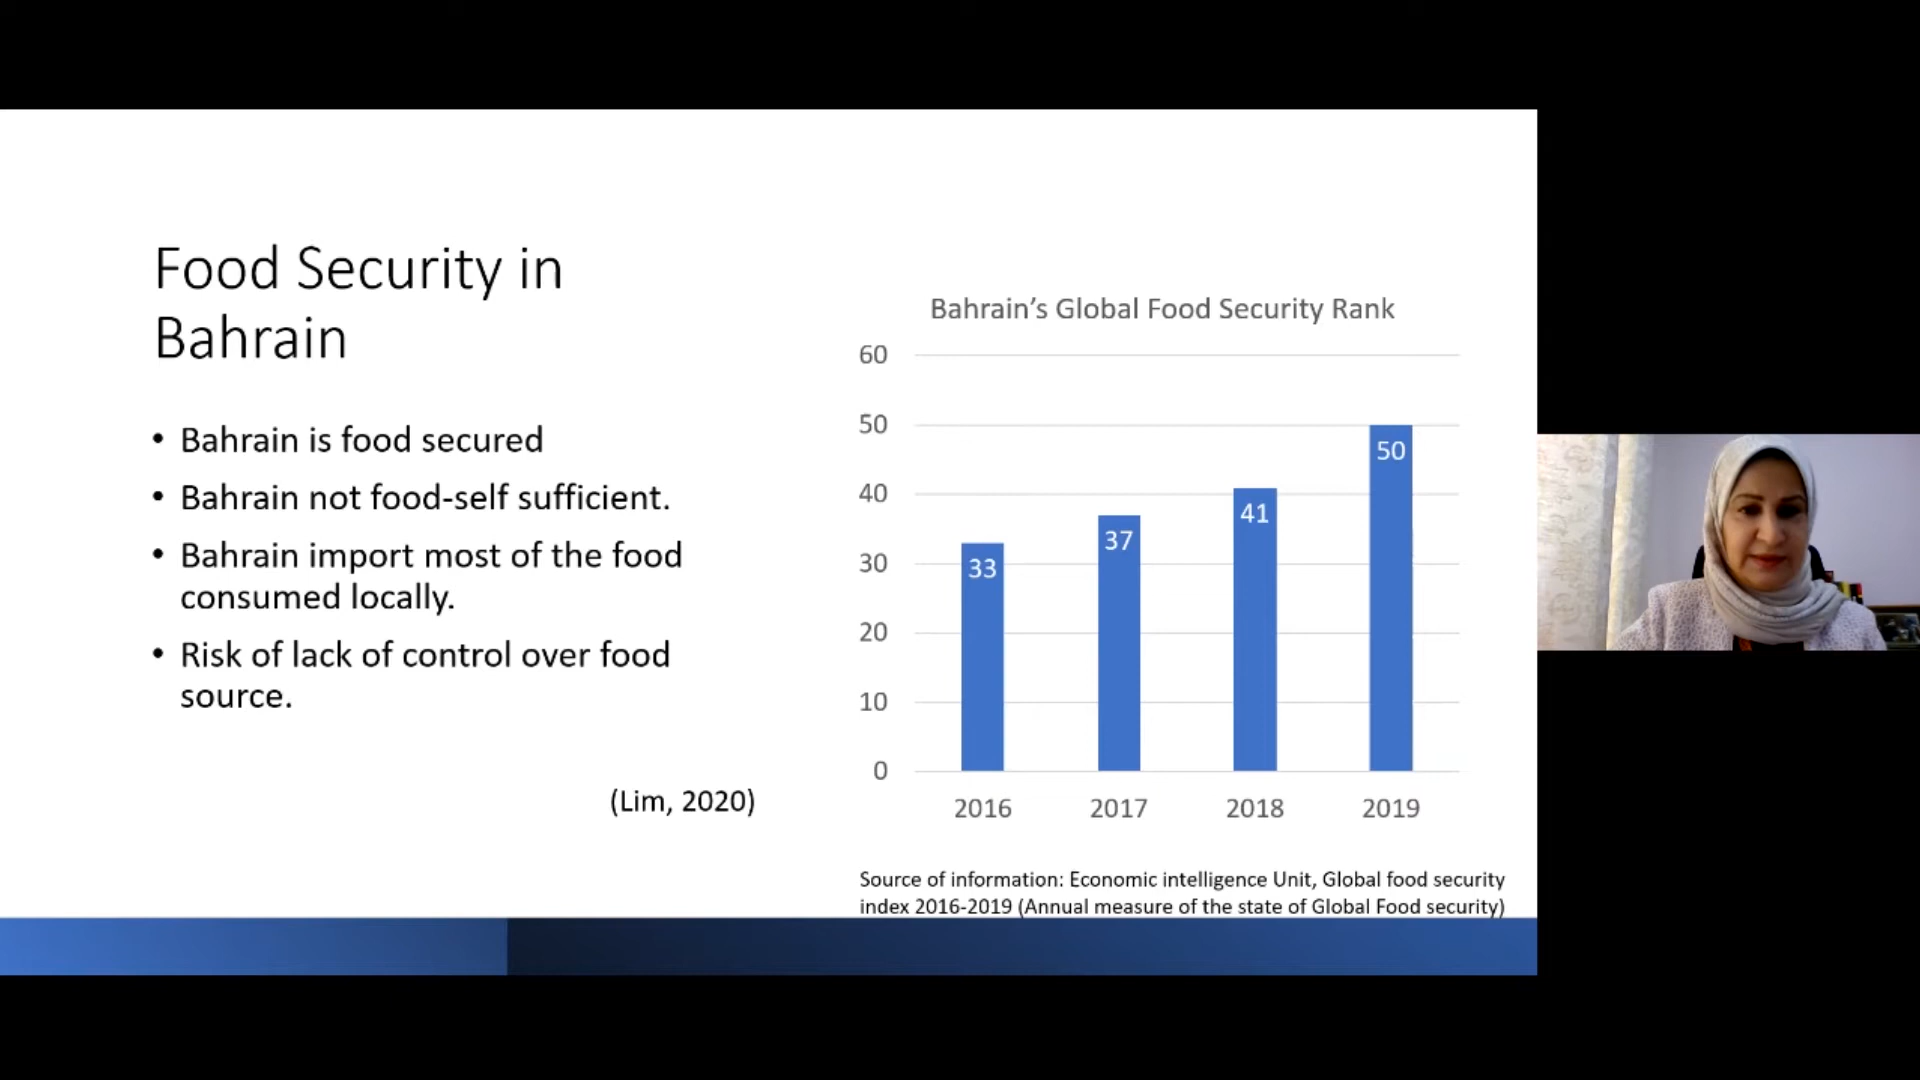 Food Security in
Bahrain
• Bahrain is food secured
• Bahrain not food-self sufficient.
• Bahrain import most of the food
consumed locally.
• Risk of lack of control over food
source.
(Lim, 2020)
Bahrain’s Global Food Security Rank
60
50
40
30
20
10
0
33
37
41
50
2016
2017
2018
2019
Source of information: Economic intelligence Unit, Global food security
index 2016-2019 (Annual measure of the state of Global Food security)